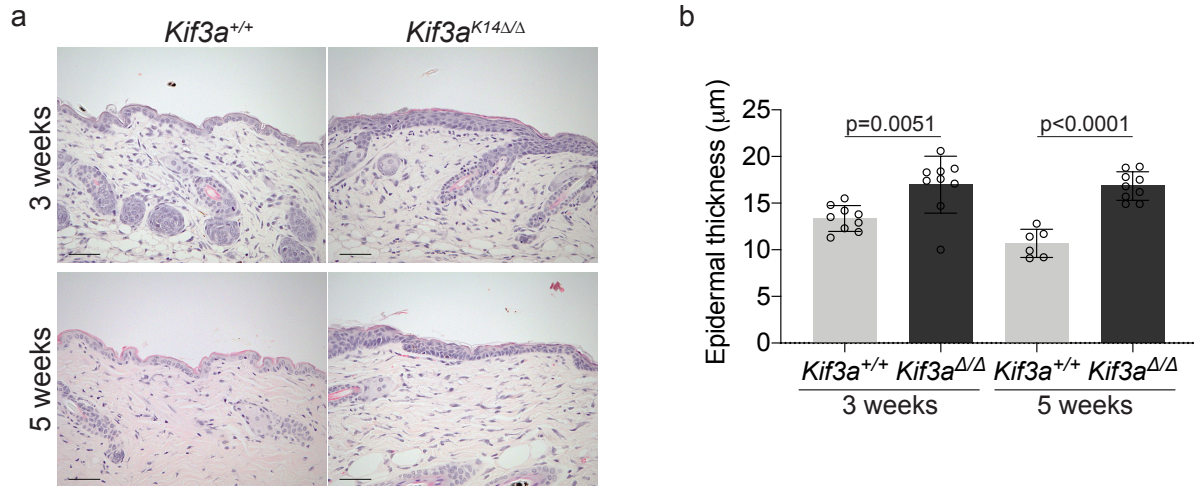 a
Kif3a+/+ Kif3aK14Δ/Δ
3 weeks
5 weeks
b
Epidermal thickness (μm)
25
20
15
10
5
0
p=0.0051 p<0.0001
Kif3a+/+ Kif3aΔ/Δ Kif3a+/+ Kif3aΔ/Δ
3 weeks 5 weeks